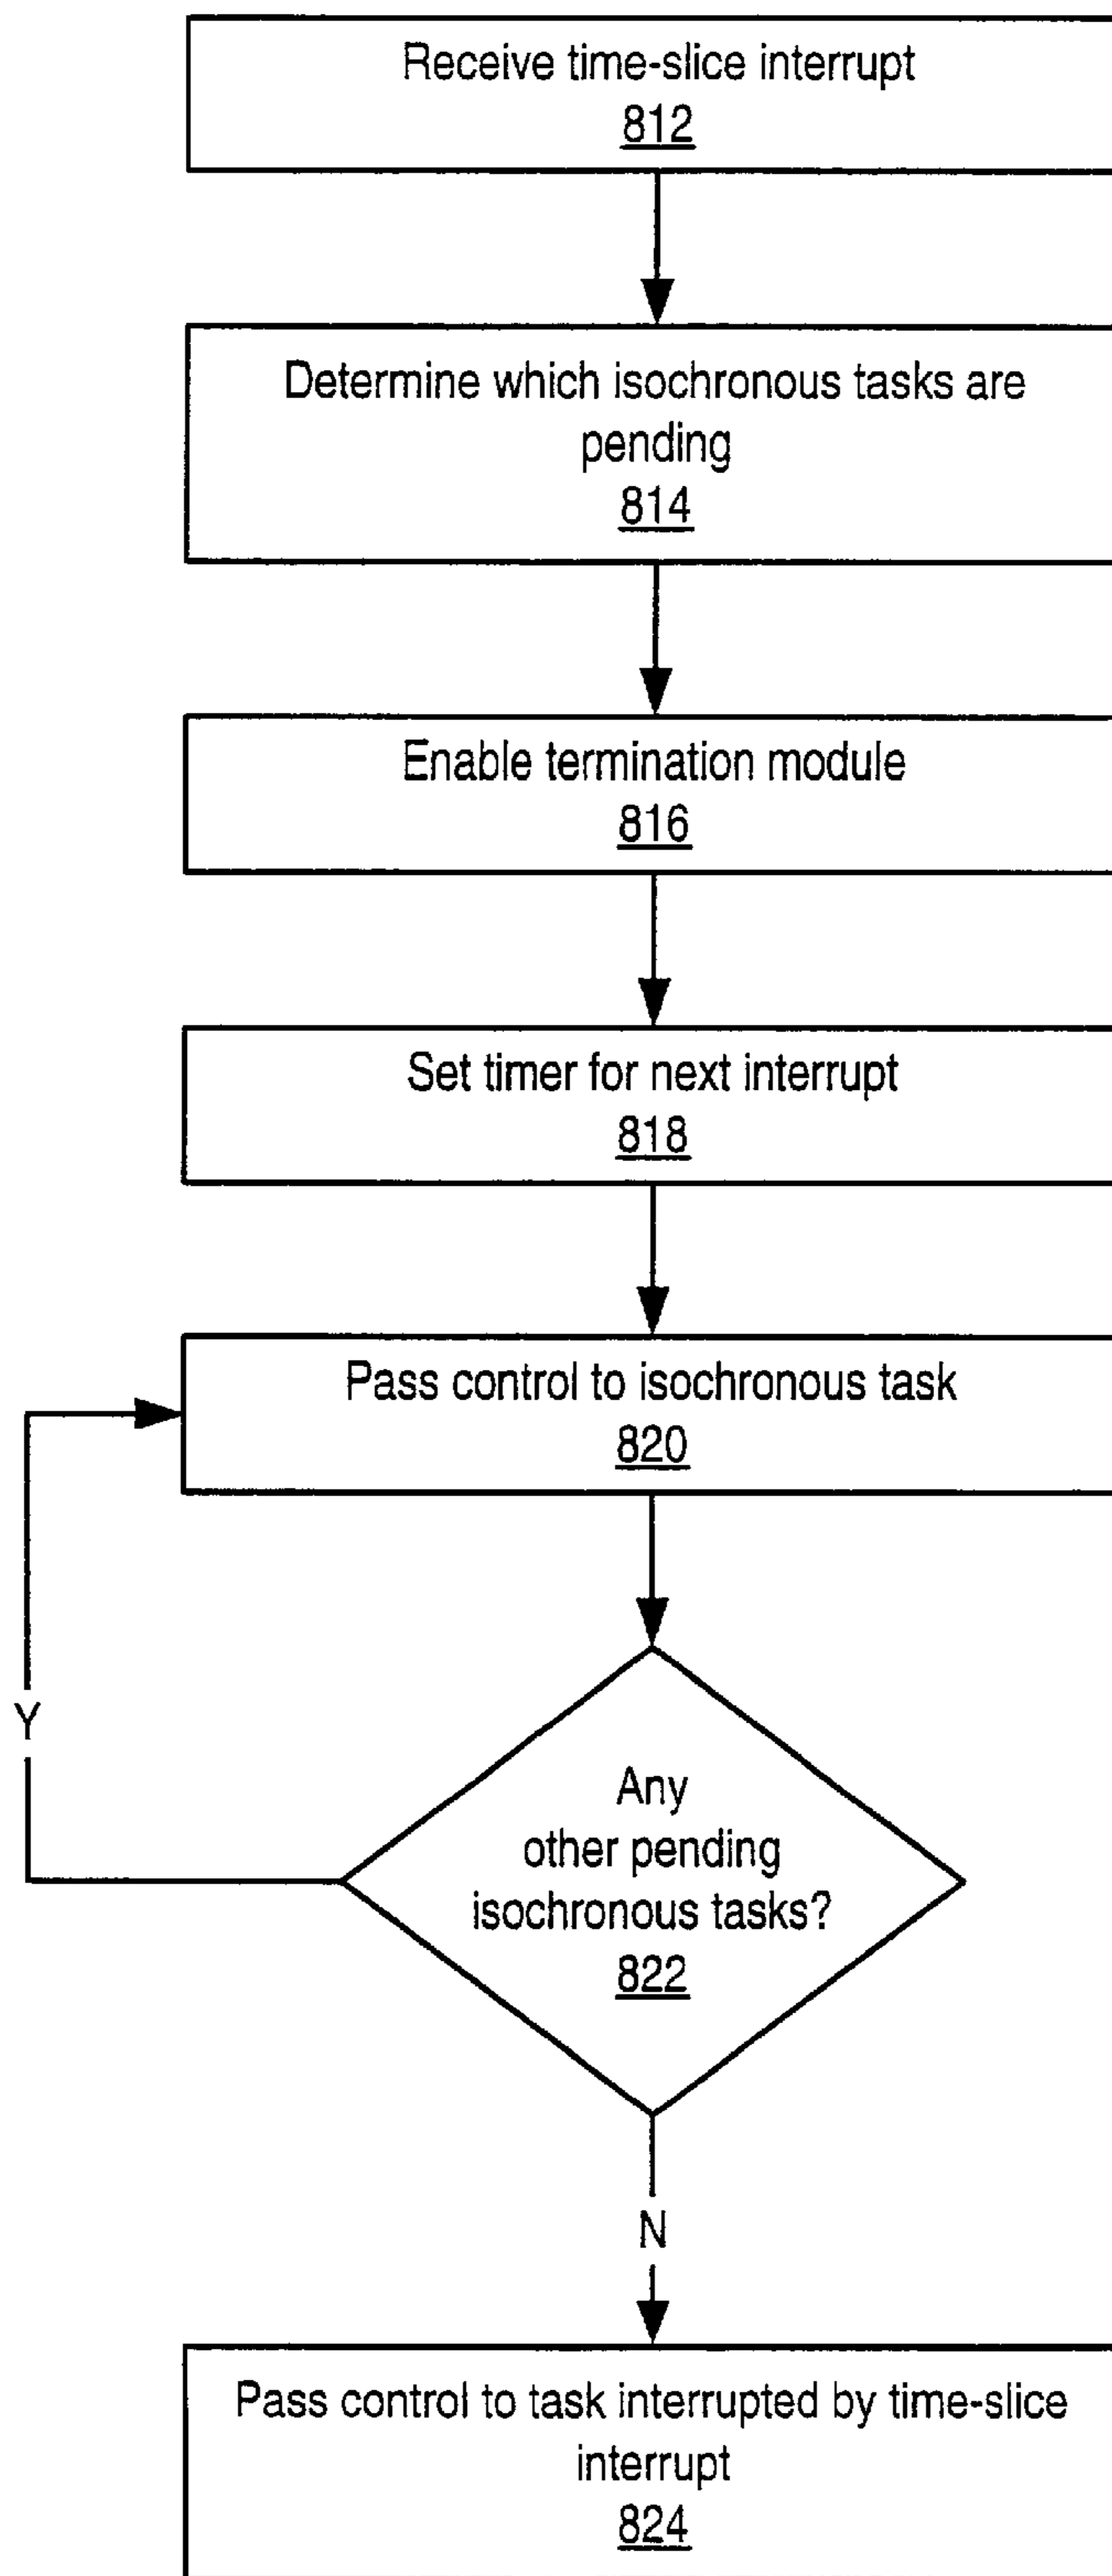 Receive time-slice interrupt
812
Determine which isochronous tasks are
pending
814
Enable termination module
816
Set timer for next interrupt
818
Pass control to isochronous task
820
Y
Any
other pending
isochronous tasks?
822
N
Pass control to task interrupted by time-slice
interrupt
824